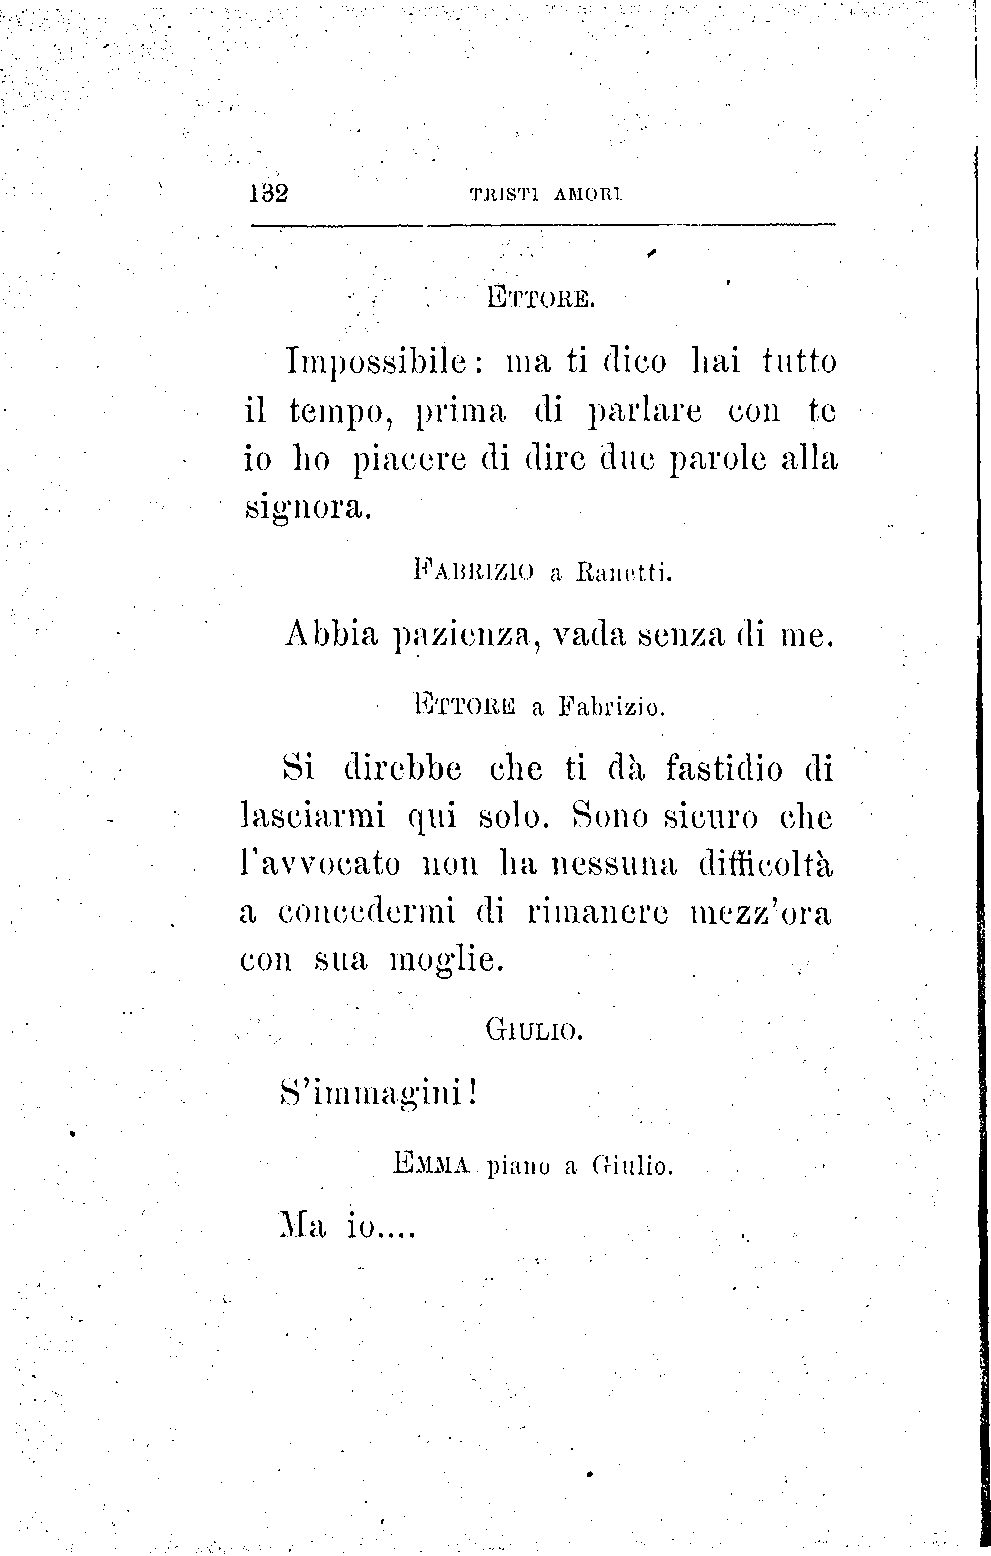 132 TRISTI AMORI
ETTORE.
Impossibile: ma ti dico hai tutto
il tempo, prima di parlare con te
io ho piacere di dire due parole alla
signora.
FABRIZIO a Ranetti.
Abbia pazienza, vada senza di me.
ETTORE a Fabrizio.
Si direbbe che ti dà fastidio di
lasciarmi qui solo. Sono sicuro che
l'avvocato non ha nessuna difficoltà
a concedermi di rimanere mezz'ora
con sua moglie.
GIULIO.
S'immagini!
EMMA piano a Giulio.
Ma io....